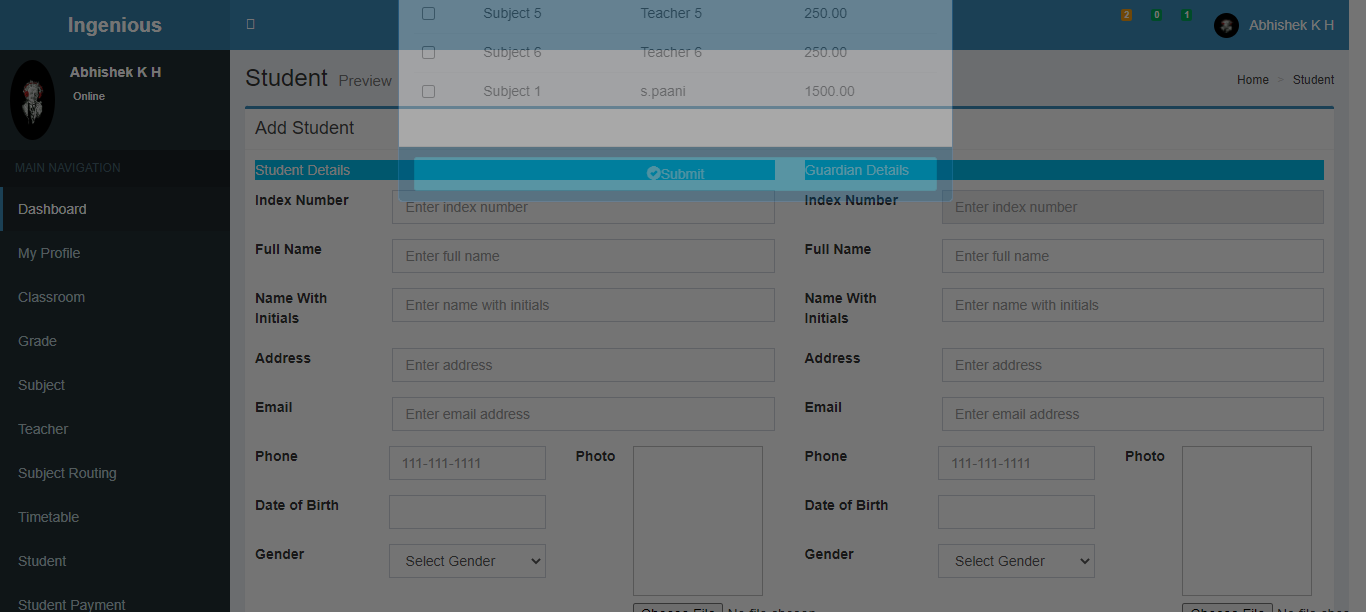 Ingenious
Abhishek K H
Online
MAIN NAVIGATION
Dashboard
My Profile
Classroom
Grade
Subject
Teacher
Subject Routing
Timetable
Student
Student Payment
2 0 1 Abhishek K H
Student Preview
Home > Student
Subject 5 Teacher 5 250.00
Subject 6 Teacher 6 250.00
Subject 1 s.paani 1500.00
Submit
Add Student
Student Details
Index Number Enter index number
Full Name Enter full name
Name With Initials Enter name with initials
Address Enter address
Email Enter email address
Phone 111-111-1111 Photo
Date of Birth
Gender Select Gender
Choose File No file chosen
Guardian Details
Index Number Enter index number
Full Name Enter full name
Name With Initials Enter name with initials
Address Enter address
Email Enter email address
Phone 111-111-1111 Photo
Date of Birth
Gender Select Gender
Choose File No file chosen